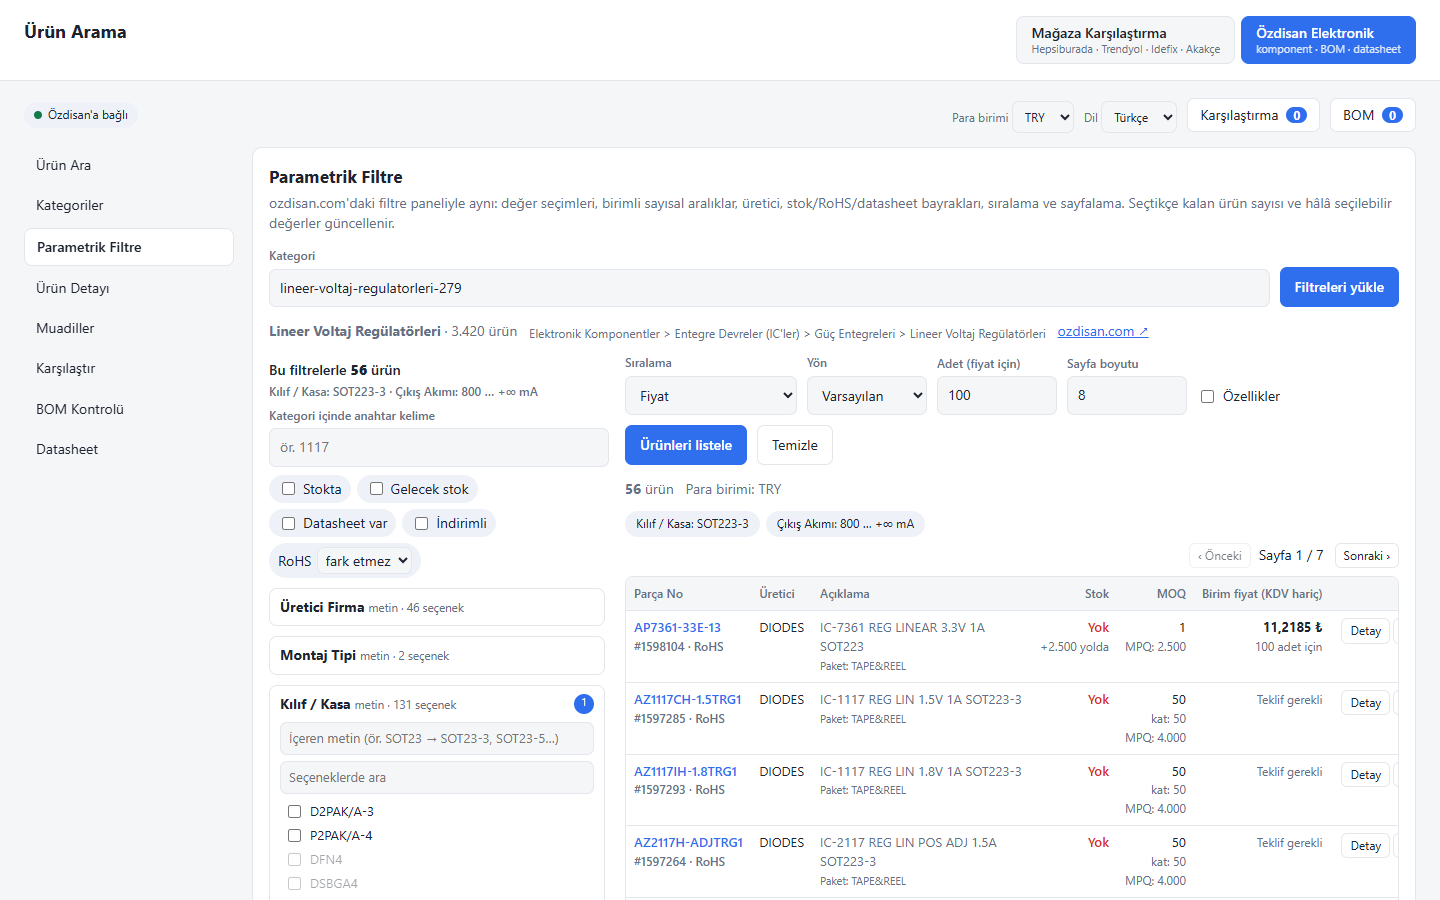 Ürün Arama
Mağaza Karşılaştırma
Hepsiburada · Trendyol · Idefix · Akakçe
Özdisan Elektronik
komponent · BOM · datasheet
Özdisan'a bağlı
Para birimi TRY Dil Türkçe Karşılaştırma 0 BOM 0
Ürün Ara
Kategoriler
Parametrik Filtre
Ürün Detayı
Muadiller
Karşılaştır
BOM Kontrolü
Datasheet
Parametrik Filtre
ozdisan.com'daki filtre paneliyle aynı: değer seçimleri, birimli sayısal aralıklar, üretici, stok/RoHS/datasheet bayrakları, sıralama ve sayfalama. Seçtikçe kalan ürün sayısı ve hâlâ seçilebilir
değerler güncellenir.
Kategori
lineer-voltaj-regulatorleri-279
Filtreleri yükle
Lineer Voltaj Regülatörleri · 3.420 ürün Elektronik Komponentler > Entegre Devreler (IC'ler) > Güç Entegreleri > Lineer Voltaj Regülatörleri ozdisan.com ↗
Bu filtrelerle 56 ürün
Kılıf / Kasa: SOT223-3 · Çıkış Akımı: 800 … +∞ mA
Kategori içinde anahtar kelime
ör. 1117
Stokta Gelecek stok
Datasheet var İndirimli
RoHS fark etmez
Üretici Firma metin · 46 seçenek
Montaj Tipi metin · 2 seçenek
Kılıf / Kasa metin · 131 seçenek 1
İçeren metin (ör. SOT23 → SOT23-3, SOT23-5…)
Seçeneklerde ara
D2PAK/A-3
P2PAK/A-4
DFN4
DSBGA4
Sıralama Yön Adet (fiyat için) Sayfa boyutu
Fiyat Varsayılan 100 8 Özellikler
Ürünleri listele Temizle
56 ürün Para birimi: TRY
Kılıf / Kasa: SOT223-3 Çıkış Akımı: 800 … +∞ mA
‹ Önceki Sayfa 1 / 7 Sonraki ›
Parça No Üretici Açıklama Stok MOQ Birim fiyat (KDV hariç)
AP7361-33E-13 DIODES IC-7361 REG LINEAR 3.3V 1A Yok 1 11,2185 ₺ Detay
#1598104 · RoHS SOT223 +2.500 yolda MPQ: 2.500 100 adet için
Paket: TAPE&REEL
AZ1117CH-1.5TRG1 DIODES IC-1117 REG LIN 1.5V 1A SOT223-3 Yok 50 Teklif gerekli Detay
#1597285 · RoHS Paket: TAPE&REEL kat: 50
MPQ: 4.000
AZ1117IH-1.8TRG1 DIODES IC-1117 REG LIN 1.8V 1A SOT223-3 Yok 50 Teklif gerekli Detay
#1597293 · RoHS Paket: TAPE&REEL kat: 50
MPQ: 4.000
AZ2117H-ADJTRG1 DIODES IC-2117 REG LIN POS ADJ 1.5A Yok 50 Teklif gerekli Detay
#1597264 · RoHS SOT223-3 kat: 50
Paket: TAPE&REEL MPQ: 4.000